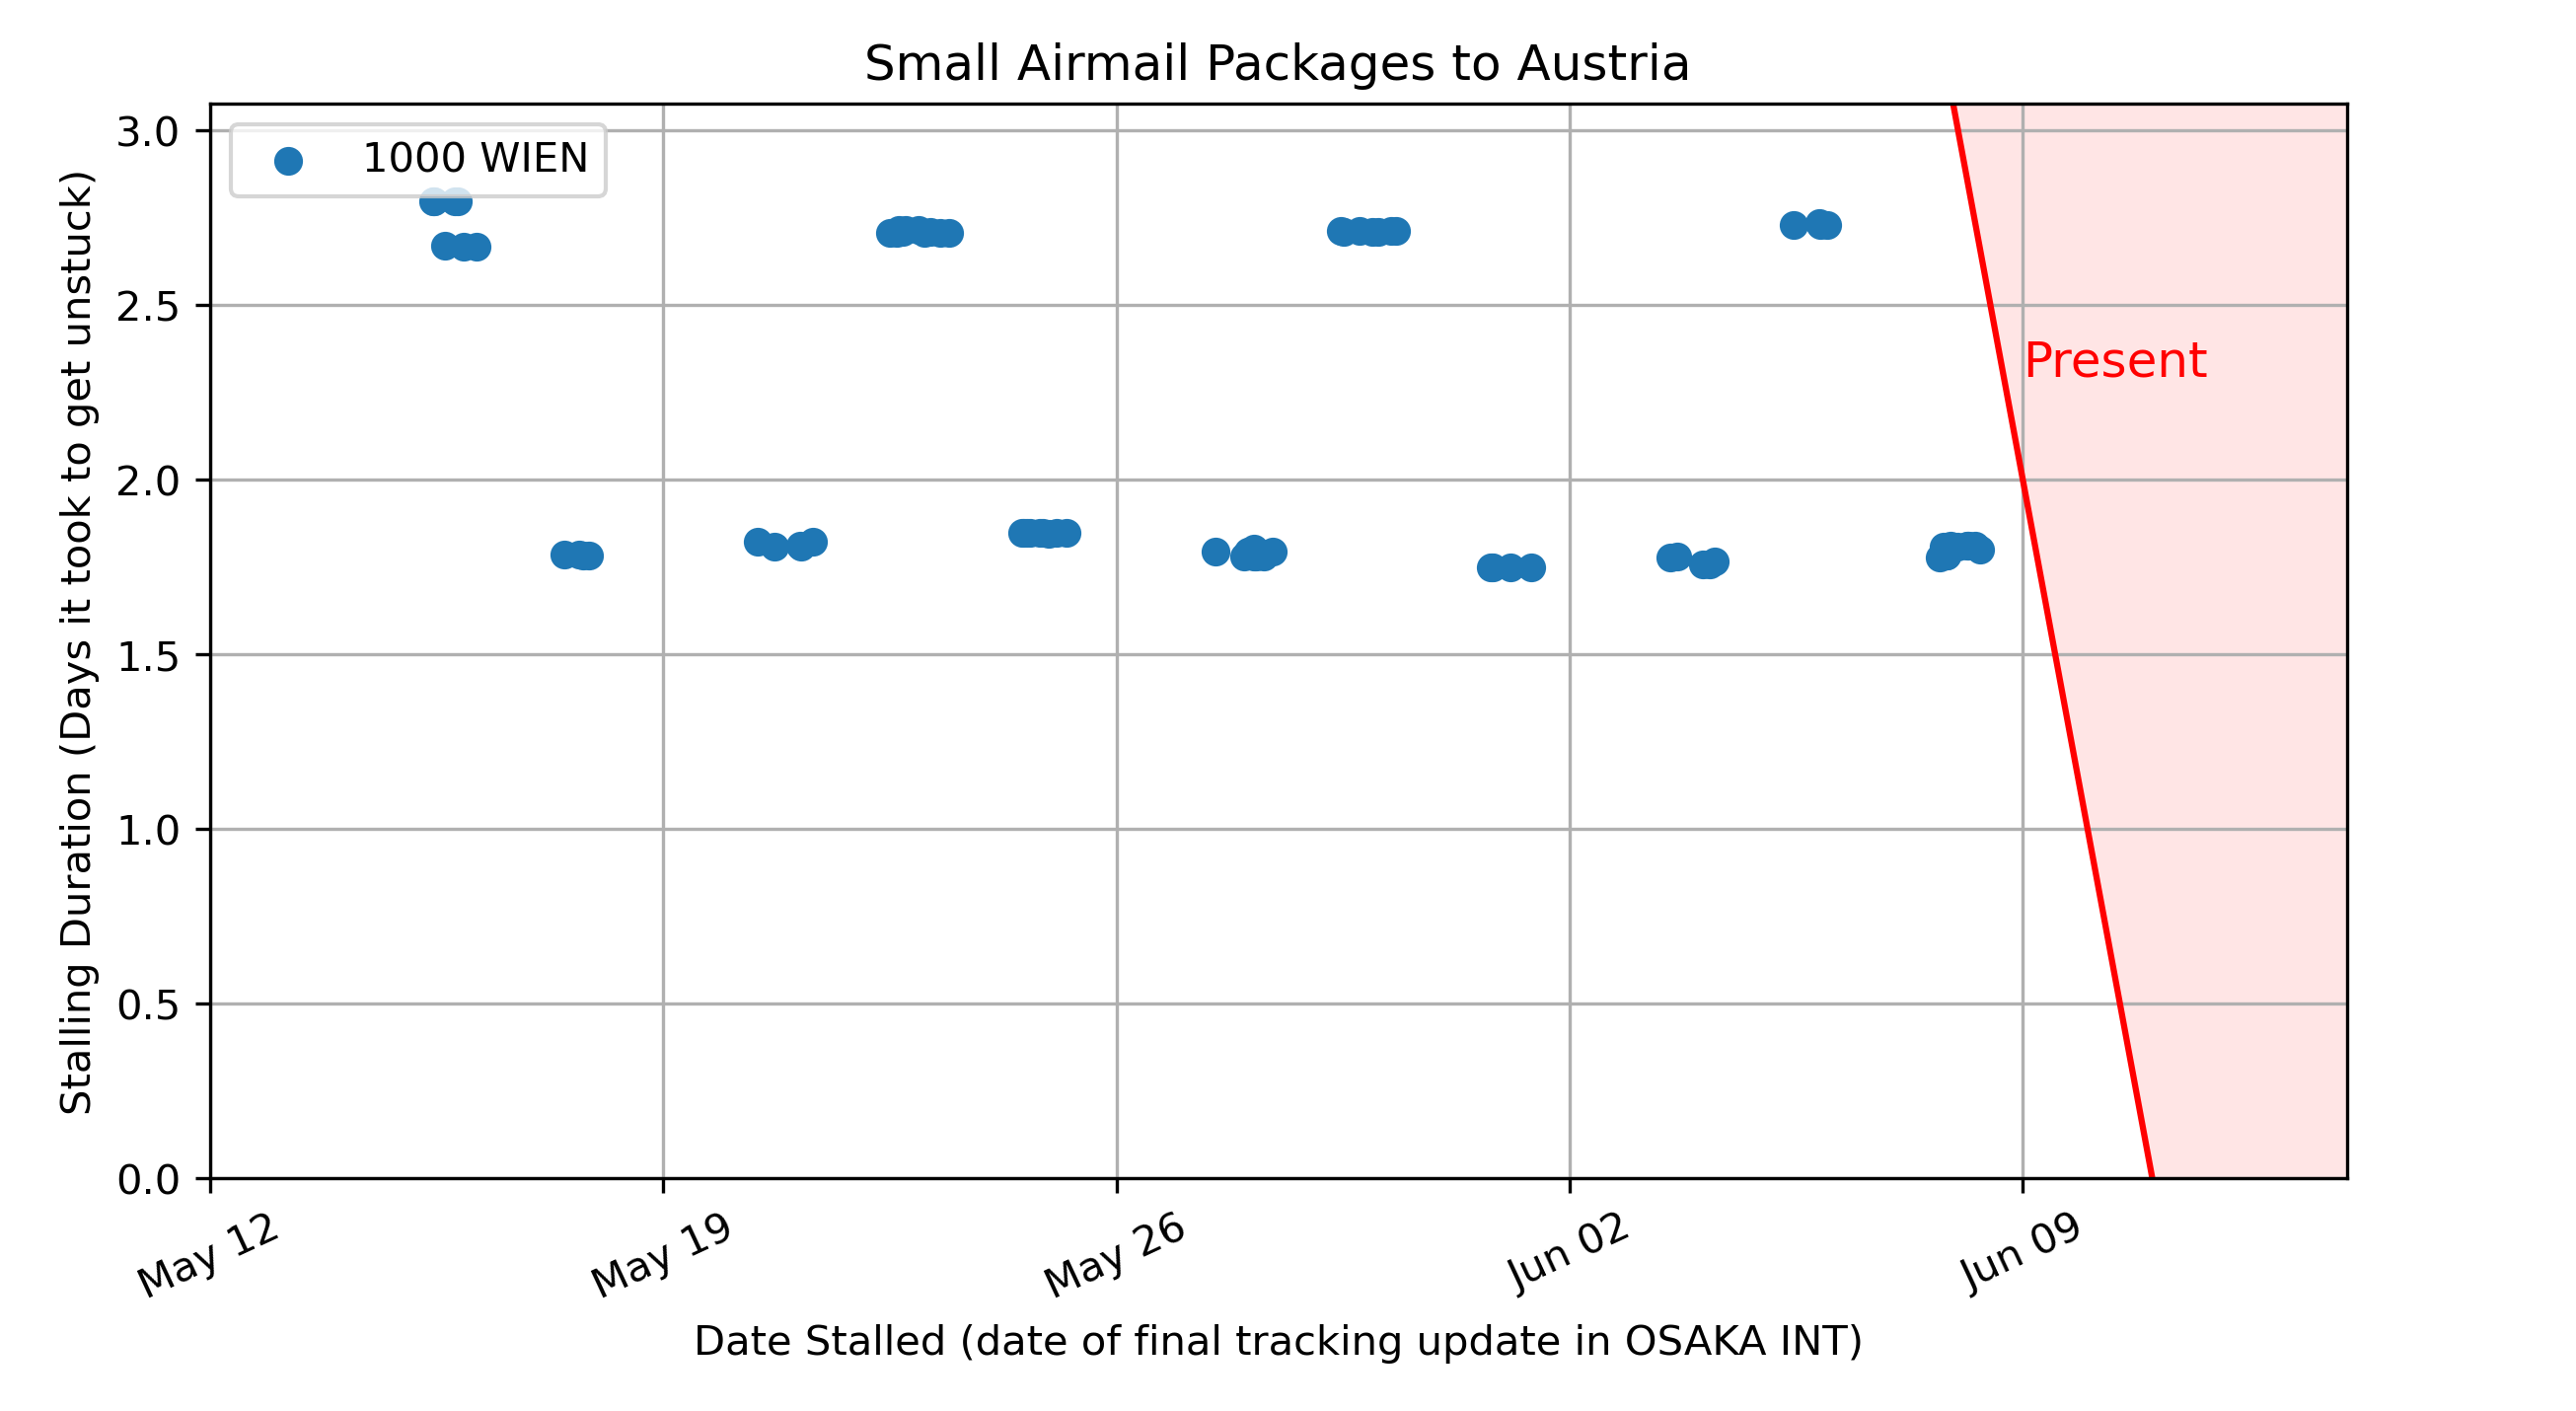 Small Airmail Packages to Austria
1000 WIEN
Present
Stalling Duration (Days it took to get unstuck)
3.0
2.5
2.0
1.5
1.0
0.5
0.0
May 12
May 19
May 26
Jun 02
Jun 09
Date Stalled (date of final tracking update in OSAKA INT)